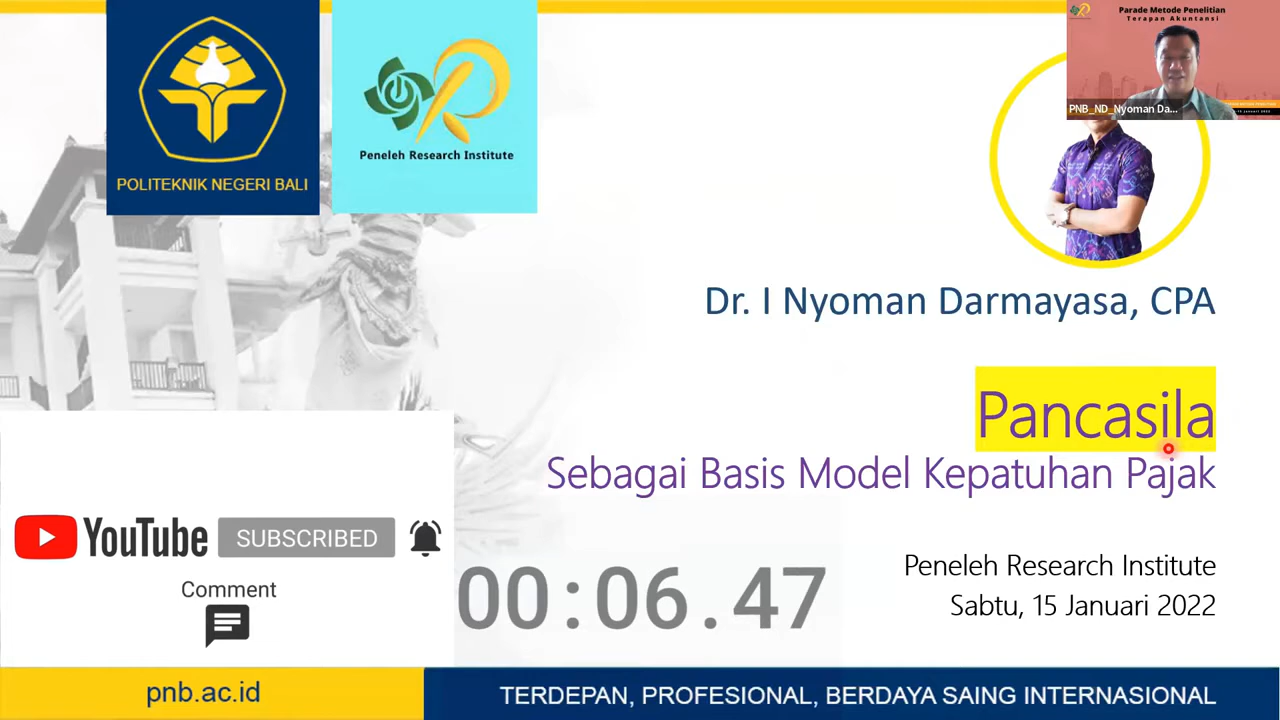 POLITEKNIK NEGERI BALI
Peneleh Research Institute
Parade Metode Penelitian
Terapan Akuntansi
PNB_ND_Nyoman Da...
Dr. I Nyoman Darmayasa, CPA
Pancasila
Sebagai Basis Model Kepatuhan Pajak
YouTube SUBSCRIBED
Comment
00:06.47
Peneleh Research Institute
Sabtu, 15 Januari 2022
pnb.ac.id
TERDEPAN, PROFESIONAL, BERDAYA SAING INTERNASIONAL